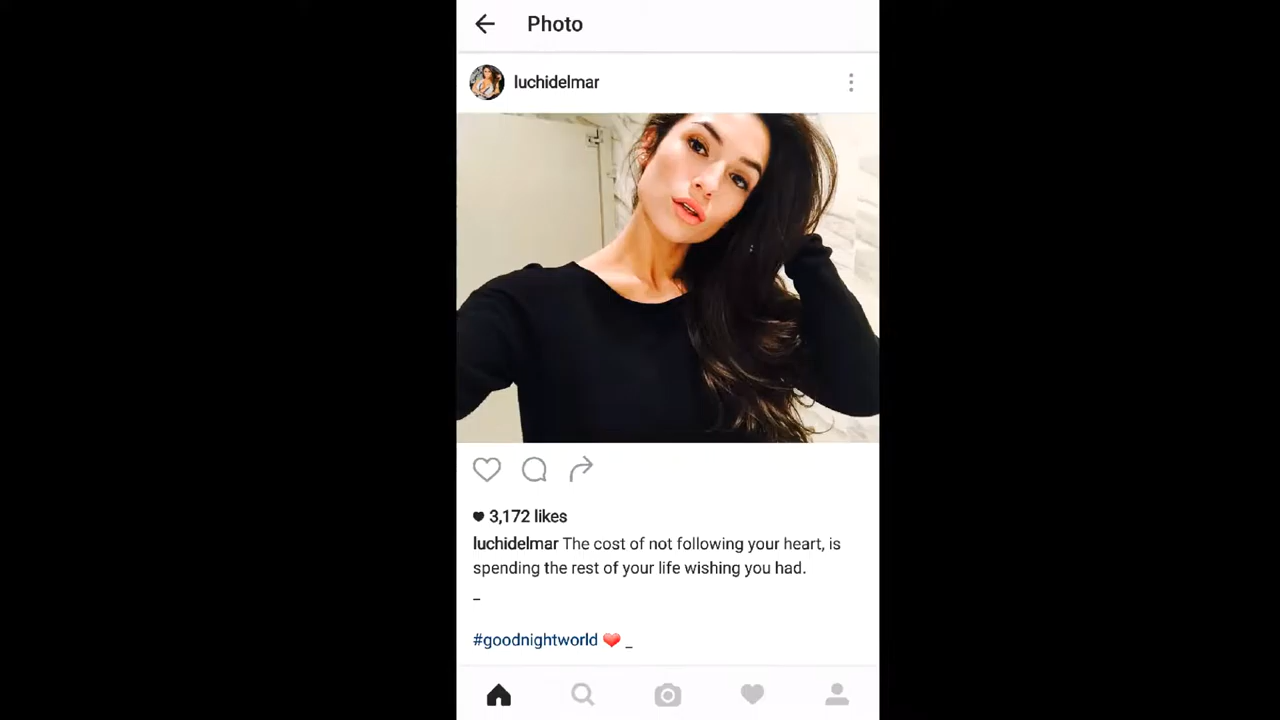 Photo
luchidelmar
3,172 likes
luchidelmar The cost of not following your heart, is
spending the rest of your life wishing you had.
_
#goodnightworld ❤ _